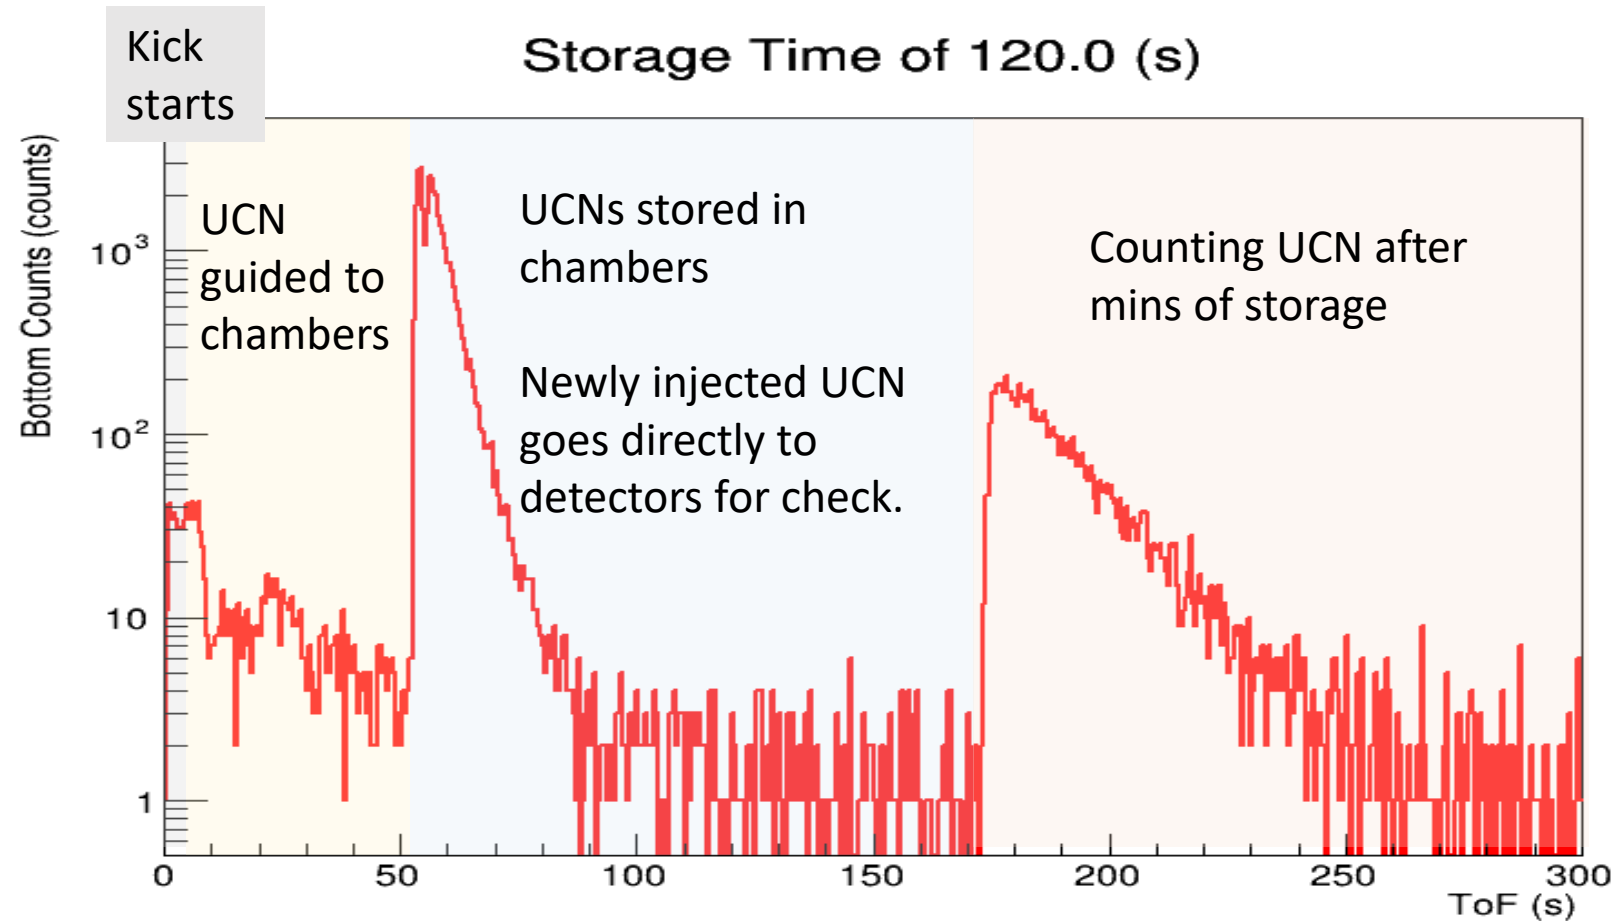 Kick
starts
Storage Time of 120.0 (s)
Bottom Counts (counts)
UCN
guided to
chambers
UCNs stored in
chambers
Newly injected UCN
goes directly to
detectors for check.
Counting UCN after
mins of storage
10³
10²
10
1
0 50 100 150 200 250 300
ToF (s)